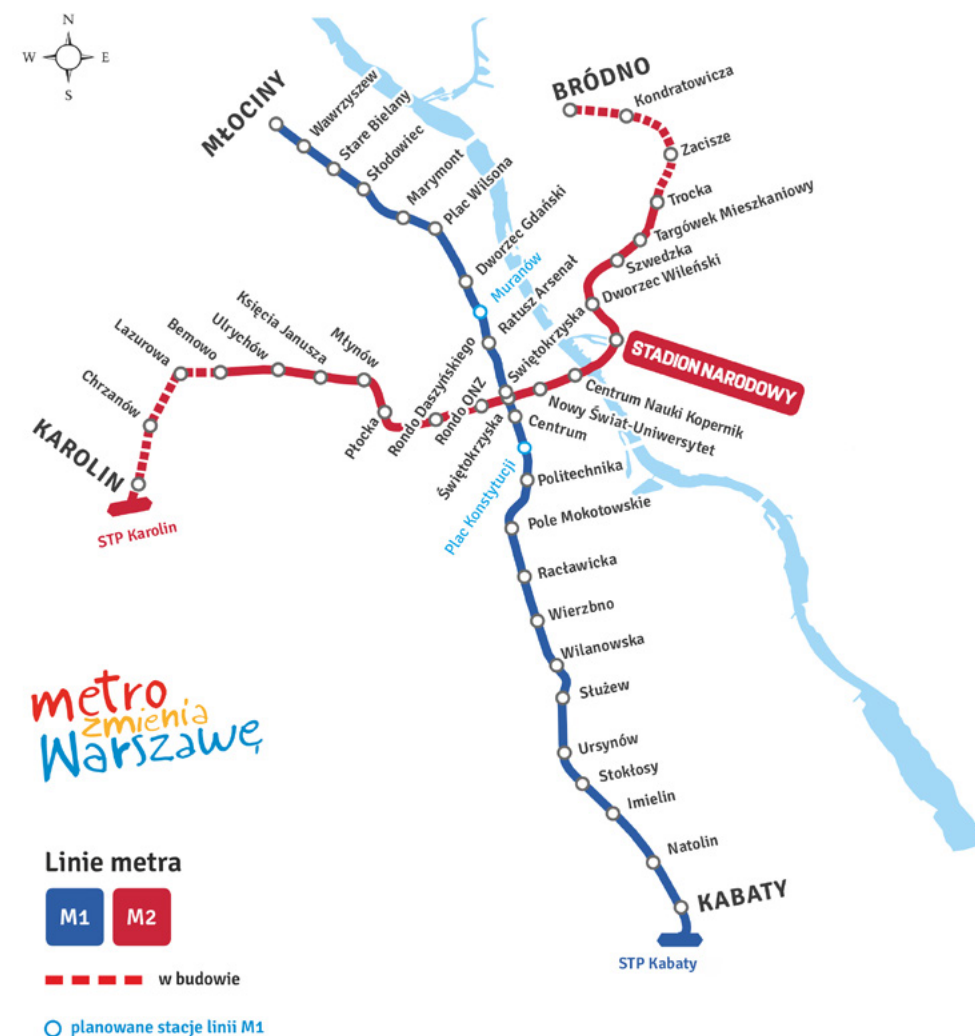 N
W
E
S
MŁOCINY
Wawrzyszew
Stare Bielany
Słodowiec
Marymont
Plac Wilsona
Dworzec Gdański
Muranów
Ratusz Arsenał
Świętokrzyska
BRÓDNO
Kondratowicza
Zacisze
Trocka
Targówek Mieszkaniowy
Szwedzka
Dworzec Wileński
STADION NARODOWY
Centrum Nauki Kopernik
Nowy Świat-Uniwersytet
Księcia Janusza
Ulrychów
Bemowo
Lazurowa
Chrzanów
KAROLIN
STP Karolin
Młynów
Płocka
Rondo Daszyńskiego
Rondo ONZ
Świętokrzyska
Centrum
Plac Konstytucji
Politechnika
Pole Mokotowskie
Racławicka
Wierzbno
Wilanowska
Służew
Ursynów
Stokłosy
Imielin
Natolin
KABATY
STP Kabaty
metro
zmienia
Warszawę
Linie metra
M1
M2
w budowie
planowane stacje linii M1